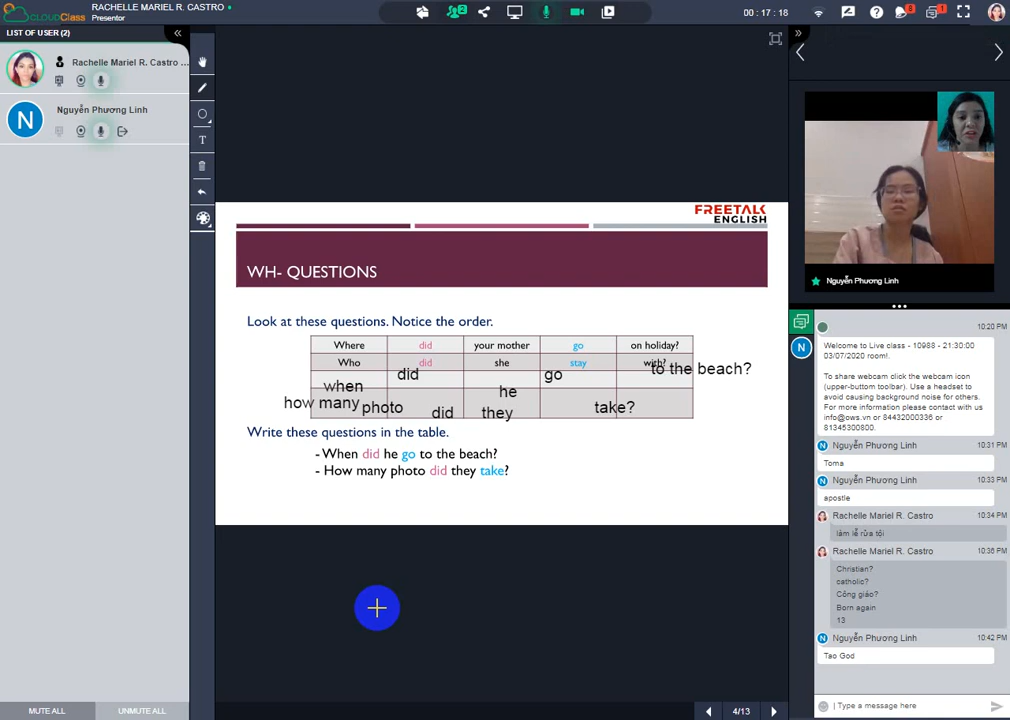 CLOUDClass
RACHELLE MARIEL R. CASTRO
Presentor
2
00 : 17 : 18
8
1
LIST OF USER (2)
Rachelle Mariel R. Castro ...
N
Nguyễn Phương Linh
T
FREETALK
ENGLISH
WH- QUESTIONS
Look at these questions. Notice the order.
Where did your mother go on holiday?
Who did she stay with?
when did he go to the beach?
how many photo did they take?
Write these questions in the table.
- When did he go to the beach?
- How many photo did they take?
Nguyễn Phương Linh
10:20 PM
Welcome to Live class - 10988 - 21:30:00
03/07/2020 room!.
To share webcam click the webcam icon
(upper-buttom toolbar). Use a headset to
avoid causing background noise for others.
For more information please contact with us
info@ows.vn or 84432000336 or
81345300800.
N
Nguyễn Phương Linh 10:31 PM
Toma
Nguyễn Phương Linh 10:33 PM
apostle
Rachelle Mariel R. Castro 10:34 PM
làm lễ rửa tội
Rachelle Mariel R. Castro 10:36 PM
Christian?
catholic?
Công giáo?
Born again
13
Nguyễn Phương Linh 10:42 PM
Tao God
Type a message here
MUTE ALL
UNMUTE ALL
4/13